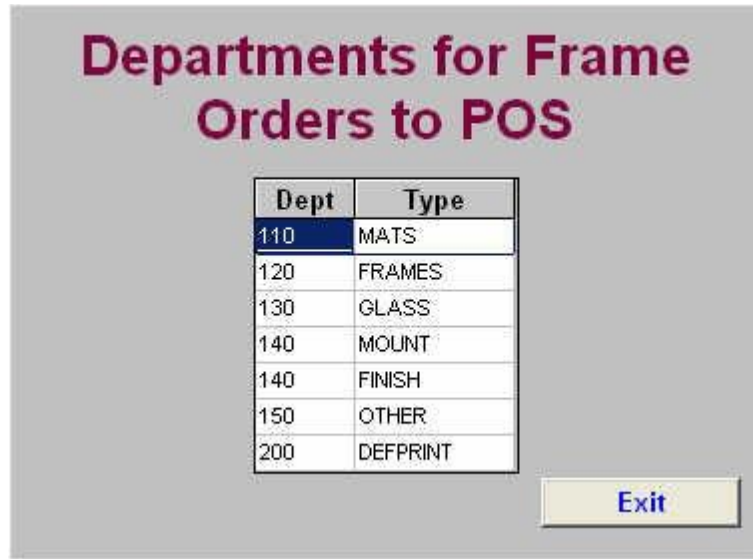 Departments for Frame
Orders to POS
Dept Type
110 MATS
120 FRAMES
130 GLASS
140 MOUNT
140 FINISH
150 OTHER
200 DEFPRINT
Exit